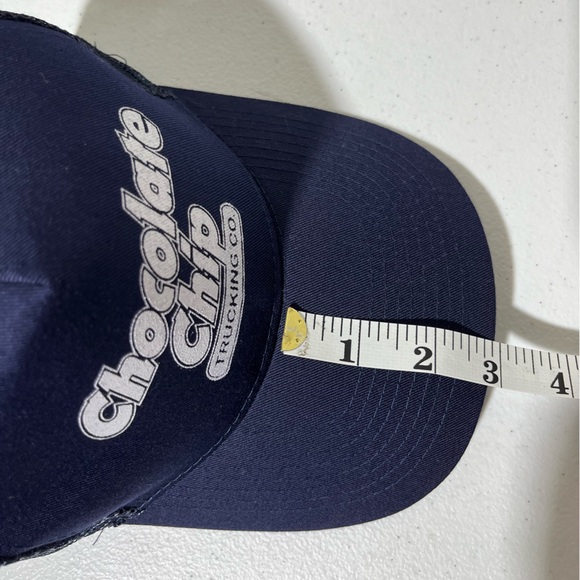 Chocolate
Chip
TRUCKING CO.
1 2 3 4